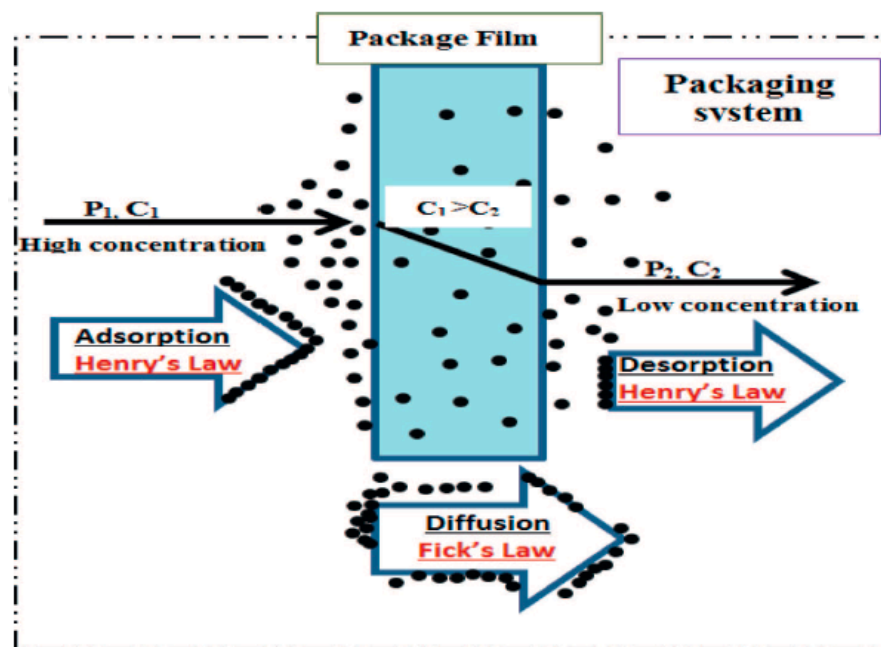 Package Film
Packaging
svstem
P₁, C₁
High concentration
C₁ >C₂
P₂, C₂
Low concentration
Adsorption
Henry's Law
Desorption
Henry's Law
Diffusion
Fick's Law